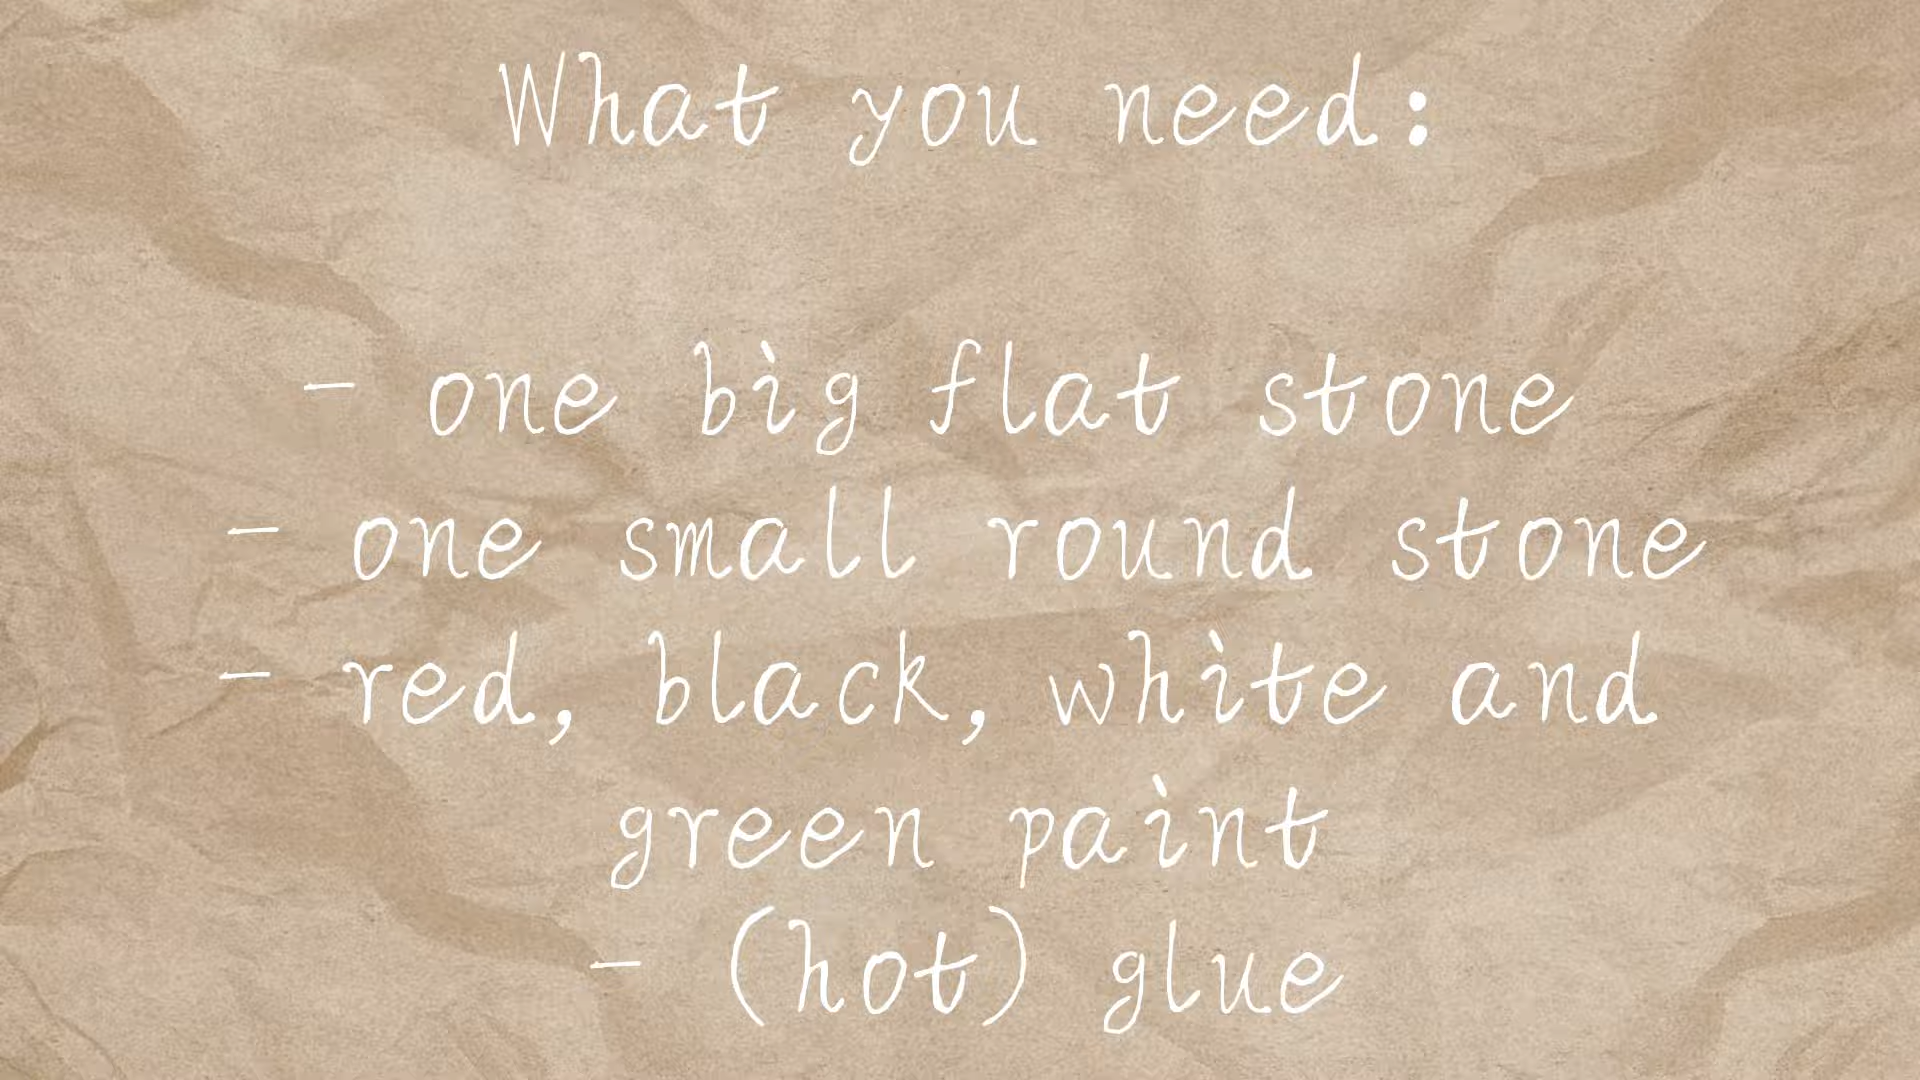 What you need:
- one big flat stone
- one small round stone
- red, black, white and
green paint
- (hot) glue